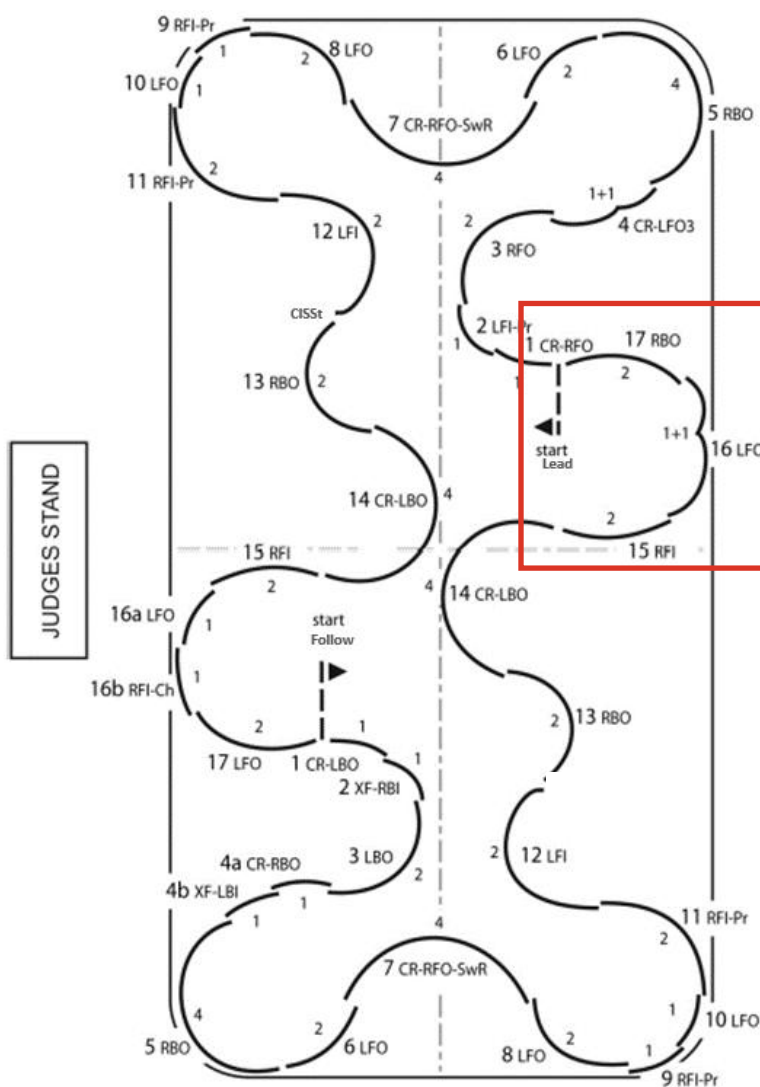 9 RFI-Pr
1
2
8 LFO
10 LFO
1
6 LFO
2
4
5 RBO
7 CR-RFO-SwR
4
11 RFI-Pr
2
12 LFI
2
1+1
4 CR-LFO3
2
3 RFO
CISSt
2 LFI-Pr
1
1 CR-RFO
1
17 RBO
2
13 RBO
2
1+1
16 LFO
start
Lead
14 CR-LBO
4
2
15 RFI
JUDGES STAND
15 RFI
2
4
14 CR-LBO
16a LFO
1
start
Follow
16b RFI-Ch
1
2
17 LFO
1 CR-LBO
1
2 XF-RBI
1
2
13 RBO
3 LBO
2
2
12 LFI
4a CR-RBO
1
4b XF-LBI
1
11 RFI-Pr
2
4
7 CR-RFO-SwR
4
5 RBO
2
6 LFO
2
8 LFO
1
10 LFO
1
9 RFI-Pr